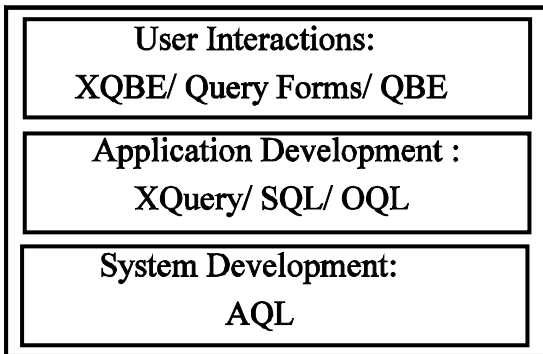 User Interactions:
XQBE/ Query Forms/ QBE
Application Development :
XQuery/ SQL/ OQL
System Development:
AQL